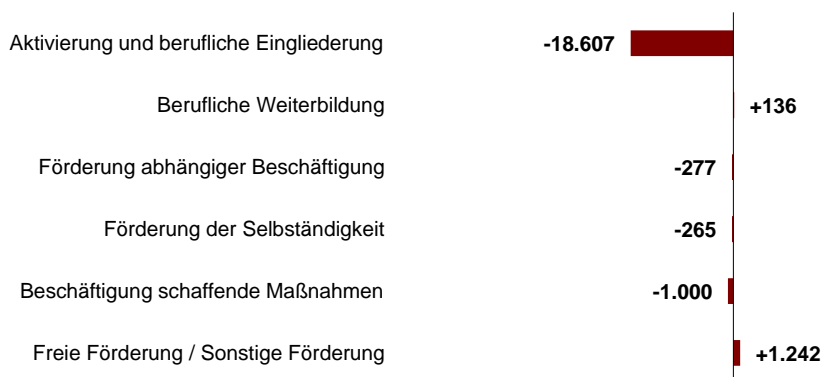 Aktivierung und berufliche Eingliederung -18.607
Berufliche Weiterbildung +136
Förderung abhängiger Beschäftigung -277
Förderung der Selbständigkeit -265
Beschäftigung schaffende Maßnahmen -1.000
Freie Förderung / Sonstige Förderung +1.242